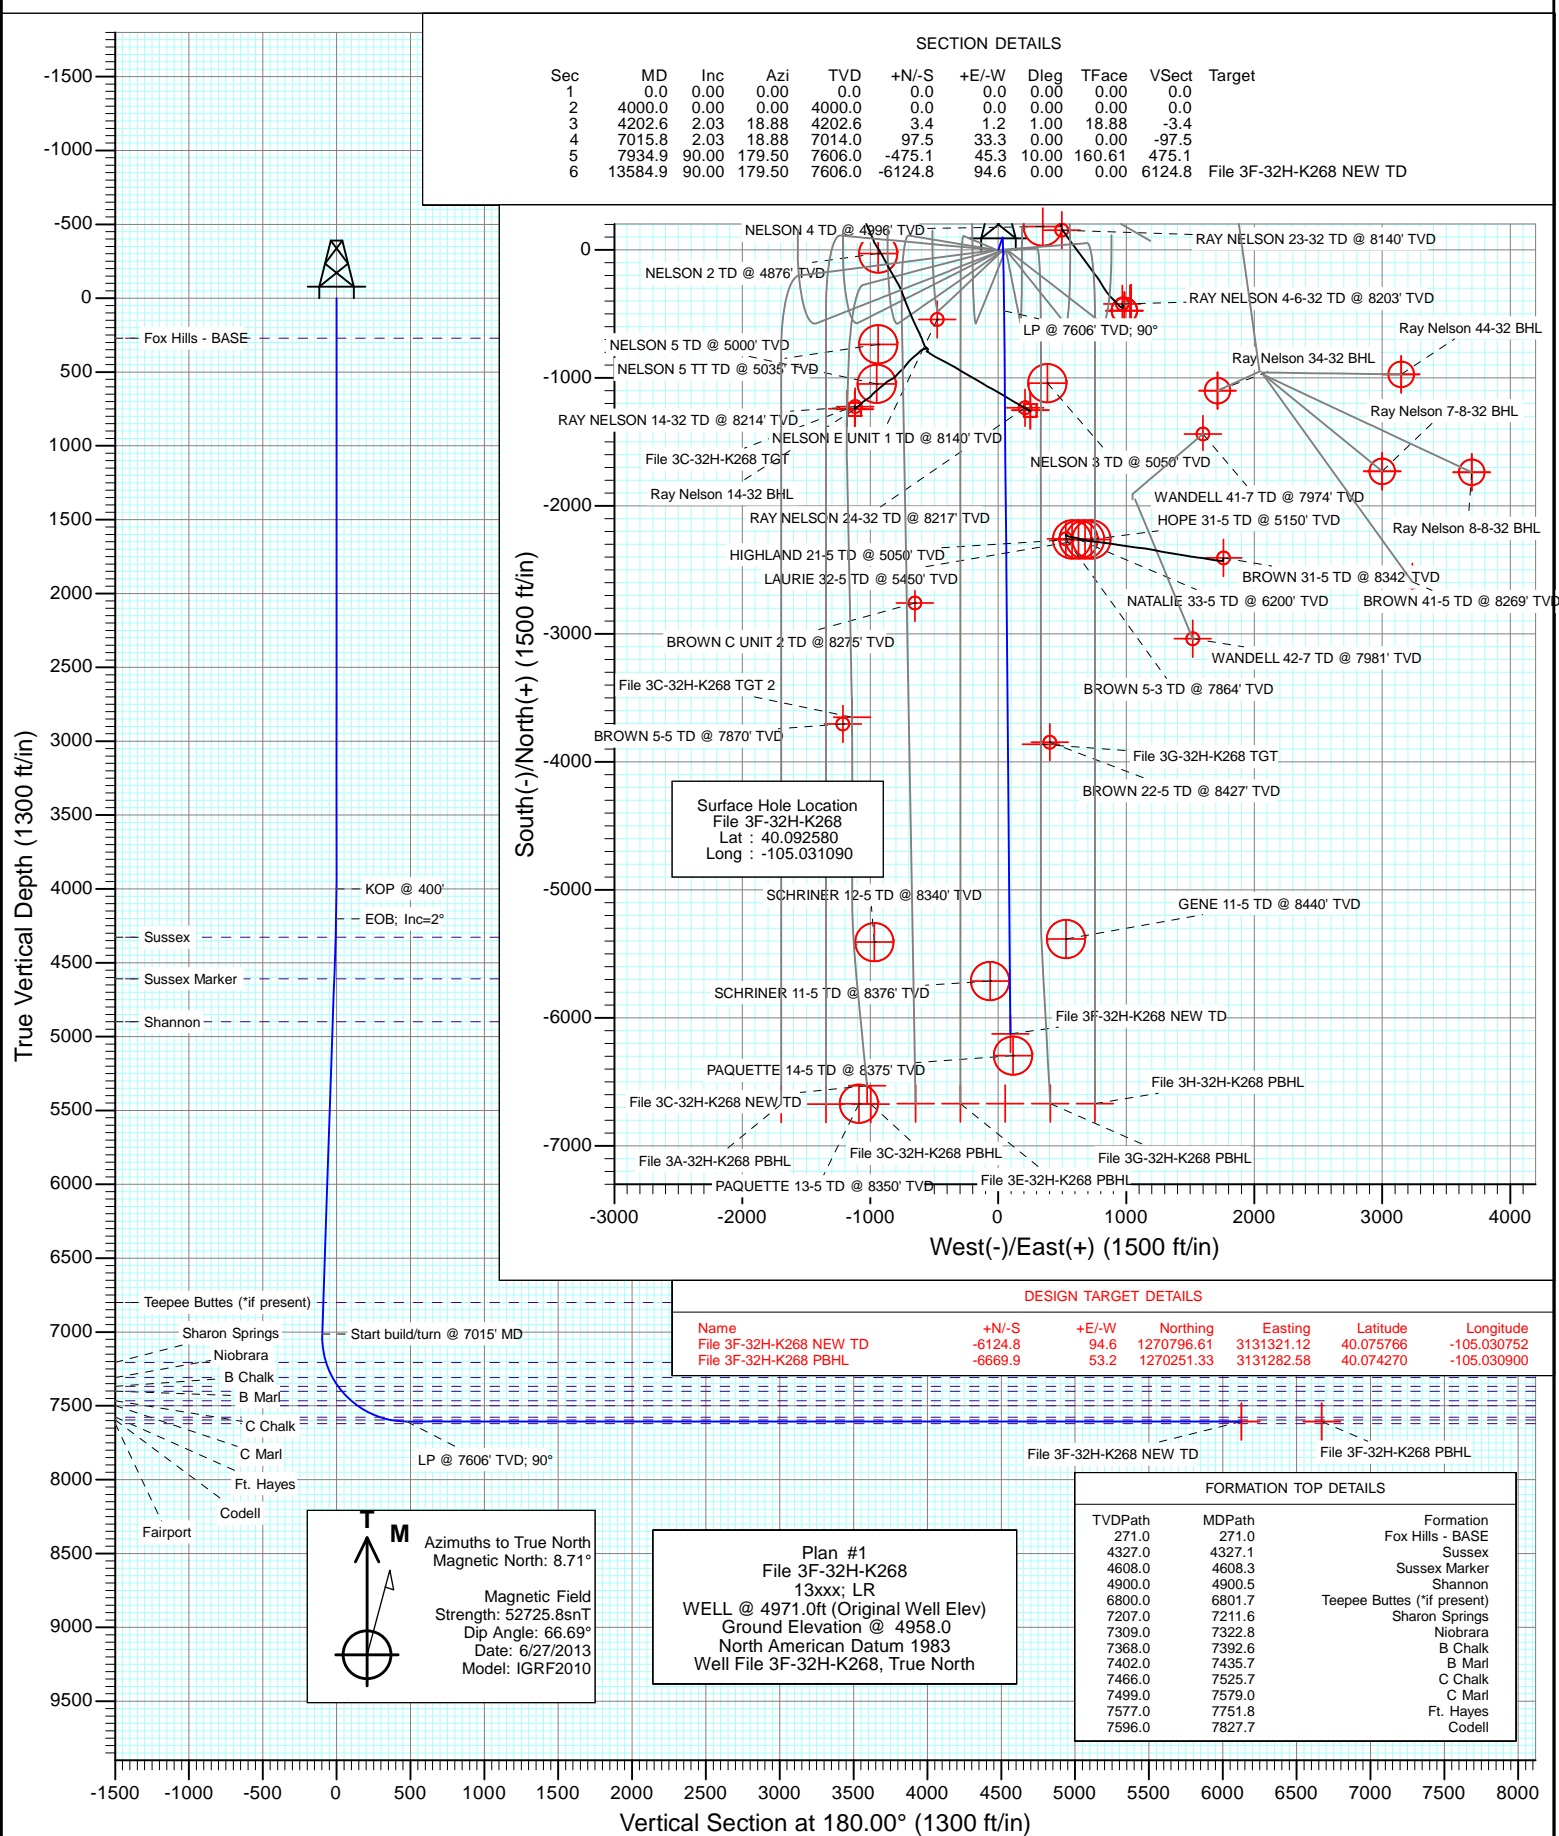 SECTION DETAILS
Sec MD Inc Azi TVD +N/-S +E/-W Dleg TFace VSect Target
1 0.0 0.00 0.00 0.0 0.0 0.0 0.00 0.00 0.0
2 4000.0 0.00 0.00 4000.0 0.0 0.0 0.00 0.00 0.0
3 4202.6 2.03 18.88 4202.6 3.4 1.2 1.00 18.88 -3.4
4 7015.8 2.03 18.88 7014.0 97.5 33.3 0.00 0.00 -97.5
5 7934.9 90.00 179.50 7606.0 -475.1 45.3 10.00 160.61 475.1
6 13584.9 90.00 179.50 7606.0 -6124.8 94.6 0.00 0.00 6124.8 File 3F-32H-K268 NEW TD
True Vertical Depth (1300 ft/in)
-1500
-1000
-500
0
500
1000
1500
2000
2500
3000
3500
4000
4500
5000
5500
6000
6500
7000
7500
8000
8500
9000
9500
Fox Hills - BASE
KOP @ 400'
EOB; Inc=2°
Sussex
Sussex Marker
Shannon
Teepee Buttes (*if present)
Start build/turn @ 7015' MD
Sharon Springs
Niobrara
B Chalk
B Marl
C Chalk
C Marl
Ft. Hayes
Codell
Fairport
LP @ 7606' TVD; 90°
File 3F-32H-K268 NEW TD
File 3F-32H-K268 PBHL
-1500 -1000 -500 0 500 1000 1500 2000 2500 3000 3500 4000 4500 5000 5500 6000 6500 7000 7500 8000
Vertical Section at 180.00° (1300 ft/in)
South(-)/North(+) (1500 ft/in)
0
-1000
-2000
-3000
-4000
-5000
-6000
-7000
NELSON 4 TD @ 4996' TVD
RAY NELSON 23-32 TD @ 8140' TVD
NELSON 2 TD @ 4876' TVD
RAY NELSON 4-6-32 TD @ 8203' TVD
LP @ 7606' TVD; 90°
Ray Nelson 44-32 BHL
NELSON 5 TD @ 5000' TVD
Ray Nelson 34-32 BHL
NELSON 5 TT TD @ 5035' TVD
Ray Nelson 7-8-32 BHL
RAY NELSON 14-32 TD @ 8214' TVD
NELSON E UNIT 1 TD @ 8140' TVD
File 3C-32H-K268 TGT
NELSON 3 TD @ 5050' TVD
Ray Nelson 14-32 BHL
WANDELL 41-7 TD @ 7974' TVD
RAY NELSON 24-32 TD @ 8217' TVD
HOPE 31-5 TD @ 5150' TVD
Ray Nelson 8-8-32 BHL
HIGHLAND 21-5 TD @ 5050' TVD
LAURIE 32-5 TD @ 5450' TVD
BROWN 31-5 TD @ 8342' TVD
NATALIE 33-5 TD @ 6200' TVD
BROWN 41-5 TD @ 8269' TVD
BROWN C UNIT 2 TD @ 8275' TVD
WANDELL 42-7 TD @ 7981' TVD
File 3C-32H-K268 TGT 2
BROWN 5-3 TD @ 7864' TVD
BROWN 5-5 TD @ 7870' TVD
File 3G-32H-K268 TGT
BROWN 22-5 TD @ 8427' TVD
Surface Hole Location
File 3F-32H-K268
Lat : 40.092580
Long : -105.031090
SCHRINER 12-5 TD @ 8340' TVD
GENE 11-5 TD @ 8440' TVD
SCHRINER 11-5 TD @ 8376' TVD
File 3F-32H-K268 NEW TD
PAQUETTE 14-5 TD @ 8375' TVD
File 3H-32H-K268 PBHL
File 3C-32H-K268 NEW TD
File 3C-32H-K268 PBHL
File 3G-32H-K268 PBHL
File 3A-32H-K268 PBHL
File 3E-32H-K268 PBHL
PAQUETTE 13-5 TD @ 8350' TVD
-3000 -2000 -1000 0 1000 2000 3000 4000
West(-)/East(+) (1500 ft/in)
DESIGN TARGET DETAILS
Name +N/-S +E/-W Northing Easting Latitude Longitude
File 3F-32H-K268 NEW TD -6124.8 94.6 1270796.61 3131321.12 40.075766 -105.030752
File 3F-32H-K268 PBHL -6669.9 53.2 1270251.33 3131282.58 40.074270 -105.030900
T
M
Azimuths to True North
Magnetic North: 8.71°
Magnetic Field
Strength: 52725.8snT
Dip Angle: 66.69°
Date: 6/27/2013
Model: IGRF2010
Plan #1
File 3F-32H-K268
13xxx; LR
WELL @ 4971.0ft (Original Well Elev)
Ground Elevation @ 4958.0
North American Datum 1983
Well File 3F-32H-K268, True North
FORMATION TOP DETAILS
TVDPath MDPath Formation
271.0 271.0 Fox Hills - BASE
4327.0 4327.1 Sussex
4608.0 4608.3 Sussex Marker
4900.0 4900.5 Shannon
6800.0 6801.7 Teepee Buttes (*if present)
7207.0 7211.6 Sharon Springs
7309.0 7322.8 Niobrara
7368.0 7392.6 B Chalk
7402.0 7435.7 B Marl
7466.0 7525.7 C Chalk
7499.0 7579.0 C Marl
7577.0 7751.8 Ft. Hayes
7596.0 7827.7 Codell